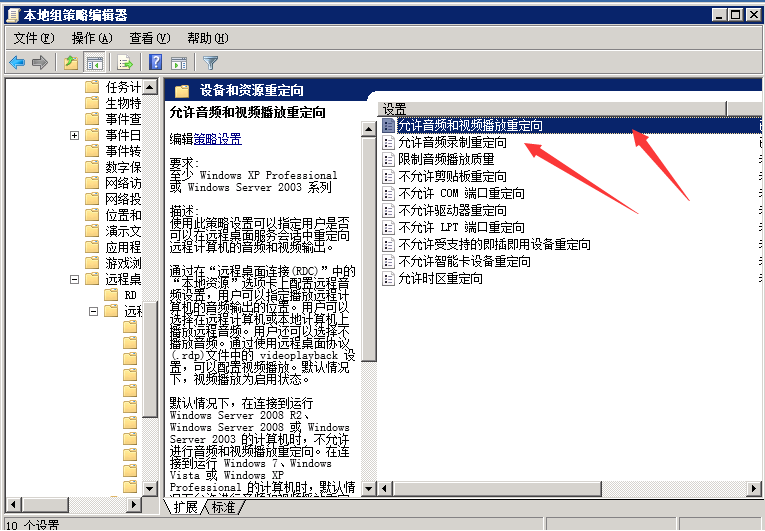 本地组策略编辑器
文件(F) 操作(A) 查看(V) 帮助(H)
任务计
生物特
事件查
事件日
事件转
数字保
网络访
网络投
位置和
演示文
应用程
游戏浏
远程桌
RD
远程
设备和资源重定向
允许音频和视频播放重定向
编辑策略设置
要求:
至少 Windows XP Professional
或 Windows Server 2003 系列
描述:
使用此策略设置可以指定用户是否
可以在远程桌面服务会话中重定向
远程计算机的音频和视频输出。
通过在“远程桌面连接(RDC)”中的
“本地资源”选项卡上配置远程音
频设置，用户可以指定播放远程计
算机的音频输出的位置。用户可以
选择在远程计算机或本地计算机上
播放远程音频。用户还可以选择不
播放音频。通过使用远程桌面协议
(.rdp)文件中的 videoplayback 设
置，可以配置视频播放。默认情况
下，视频播放为启用状态。
默认情况下，在连接到运行
Windows Server 2008 R2、
Windows Server 2008 或 Windows
Server 2003 的计算机时，不允许
进行音频和视频播放重定向。在连
接到运行 Windows 7、Windows
Vista 或 Windows XP
Professional 的计算机时，默认情
况下允许进行音频和视频播放重定向
设置
允许音频和视频播放重定向
允许音频录制重定向
限制音频播放质量
不允许剪贴板重定向
不允许 COM 端口重定向
不允许驱动器重定向
不允许 LPT 端口重定向
不允许受支持的即插即用设备重定向
不允许智能卡设备重定向
允许时区重定向
扩展 标准
10 个设置